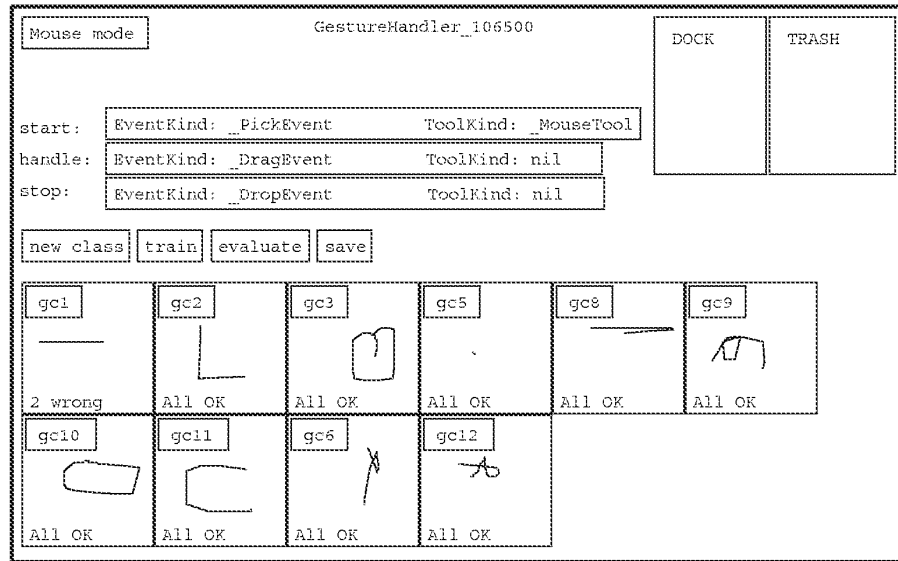 Mouse mode
GestureHandler_106500
DOCK
TRASH
start: EventKind: _PickEvent ToolKind: _MouseTool
handle: EventKind: _DragEvent ToolKind: nil
stop: EventKind: _DropEvent ToolKind: nil
new class train evaluate save
gc1 gc2 gc3 gc5 gc8 gc9
2 wrong All OK All OK All OK All OK All OK
gc10 gc11 gc6 gc12
All OK All OK All OK All OK